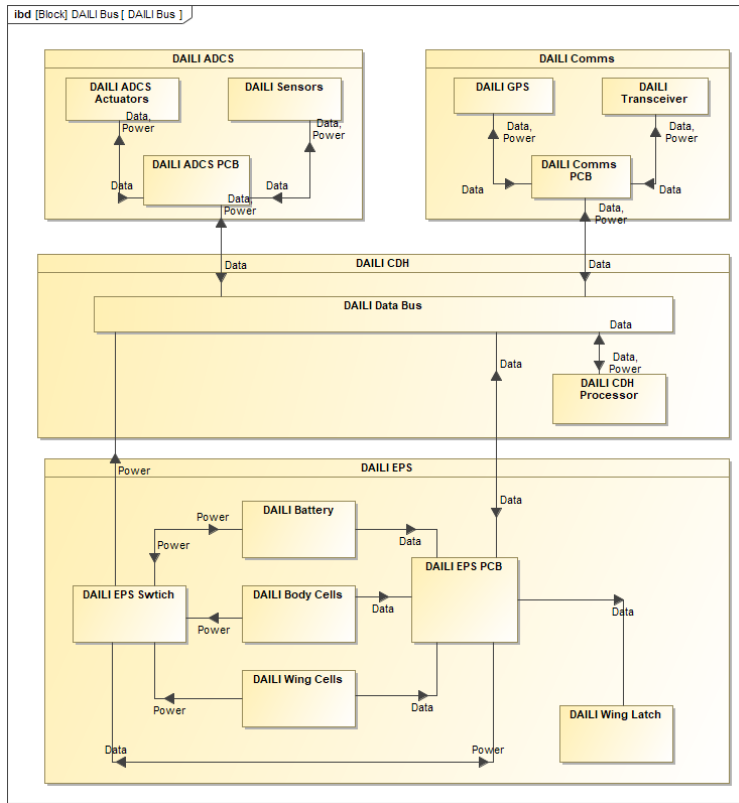 ibd [Block] DAILI Bus [ DAILI Bus ]
DAILI ADCS
DAILI ADCS
Actuators
DAILI Sensors
Data,
Power
Data,
Power
DAILI ADCS PCB
Data
Data
Data,
Power
Data
DAILI Comms
DAILI GPS
DAILI
Transceiver
Data,
Power
Data,
Power
DAILI Comms
PCB
Data
Data
Data,
Power
Data
DAILI CDH
DAILI Data Bus
Data
Data
Data,
Power
DAILI CDH
Processor
DAILI EPS
Power
Data
DAILI Battery
Power
Power
Data
DAILI EPS PCB
DAILI EPS Swtich
DAILI Body Cells
Power
Data
Data
DAILI Wing Cells
Power
Data
DAILI Wing Latch
Data
Power